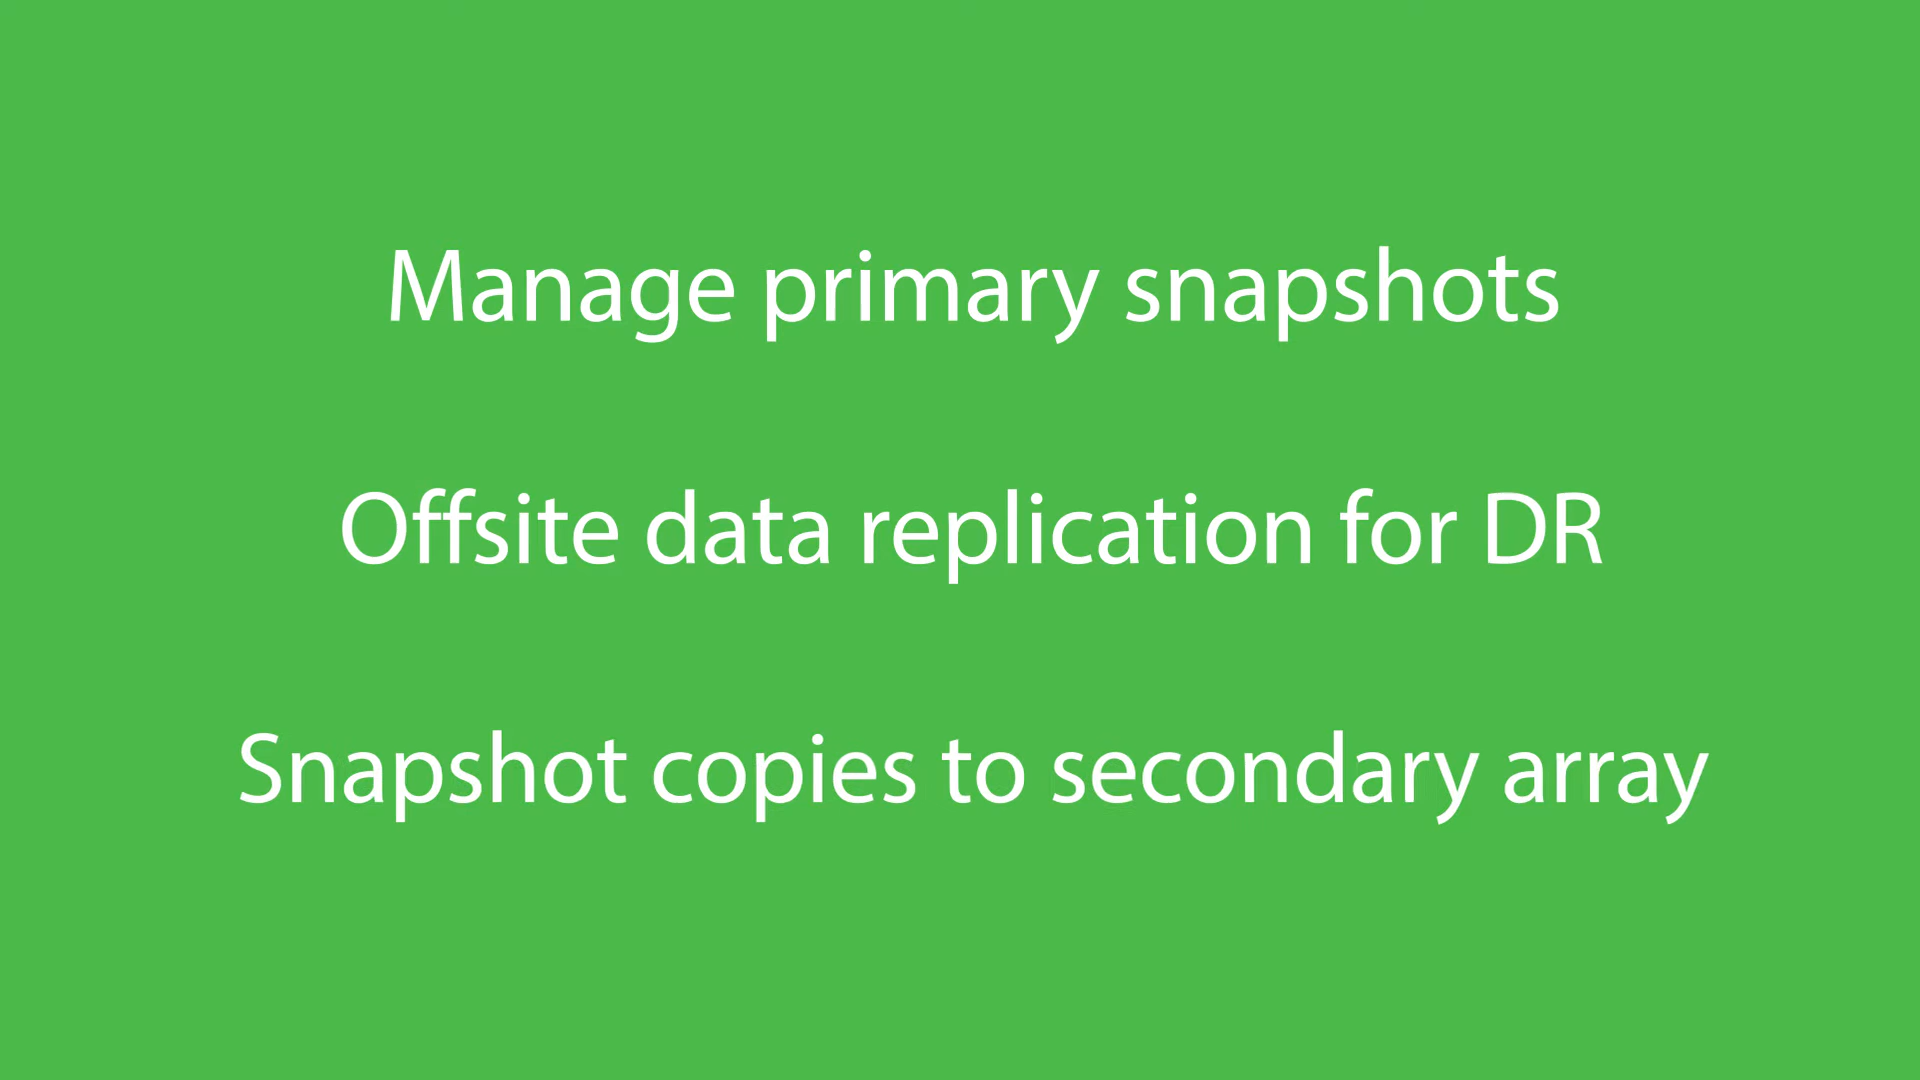 Manage primary snapshots
Offsite data replication for DR
Snapshot copies to secondary array